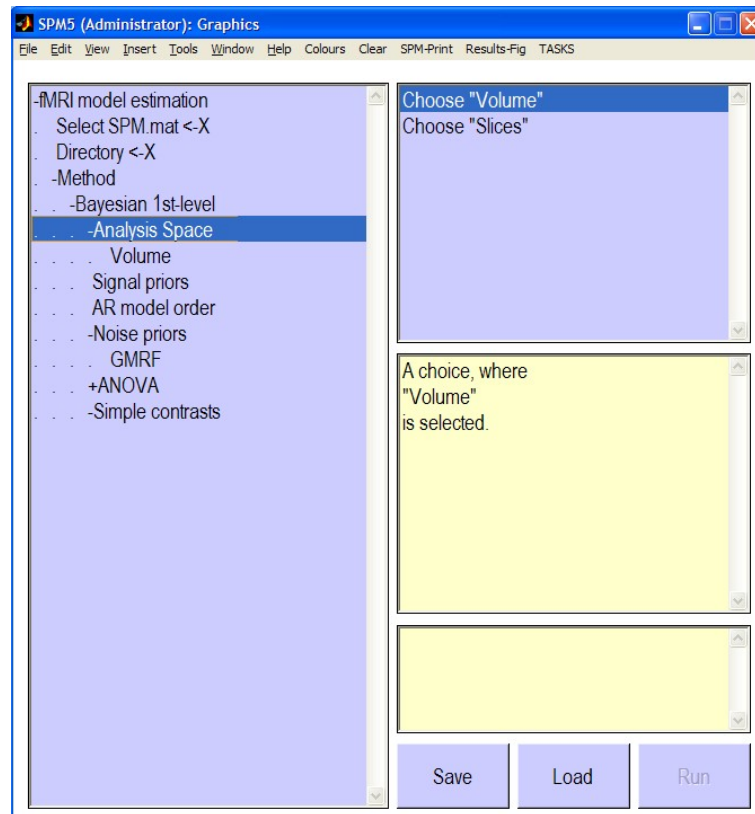 SPM5 (Administrator): Graphics
File Edit View Insert Tools Window Help Colours Clear SPM-Print Results-Fig TASKS
-fMRI model estimation
. Select SPM.mat <-X
. Directory <-X
. -Method
. . -Bayesian 1st-level
. . . -Analysis Space
. . . . Volume
. . . Signal priors
. . . AR model order
. . . -Noise priors
. . . . GMRF
. . . +ANOVA
. . . -Simple contrasts
Choose "Volume"
Choose "Slices"
A choice, where
"Volume"
is selected.
Save Load Run